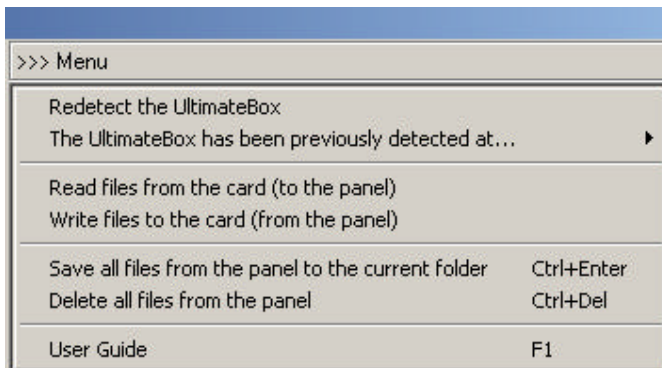 >>> Menu
Redetect the UltimateBox
The UltimateBox has been previously detected at...
Read files from the card (to the panel)
Write files to the card (from the panel)
Save all files from the panel to the current folder Ctrl+Enter
Delete all files from the panel Ctrl+Del
User Guide F1